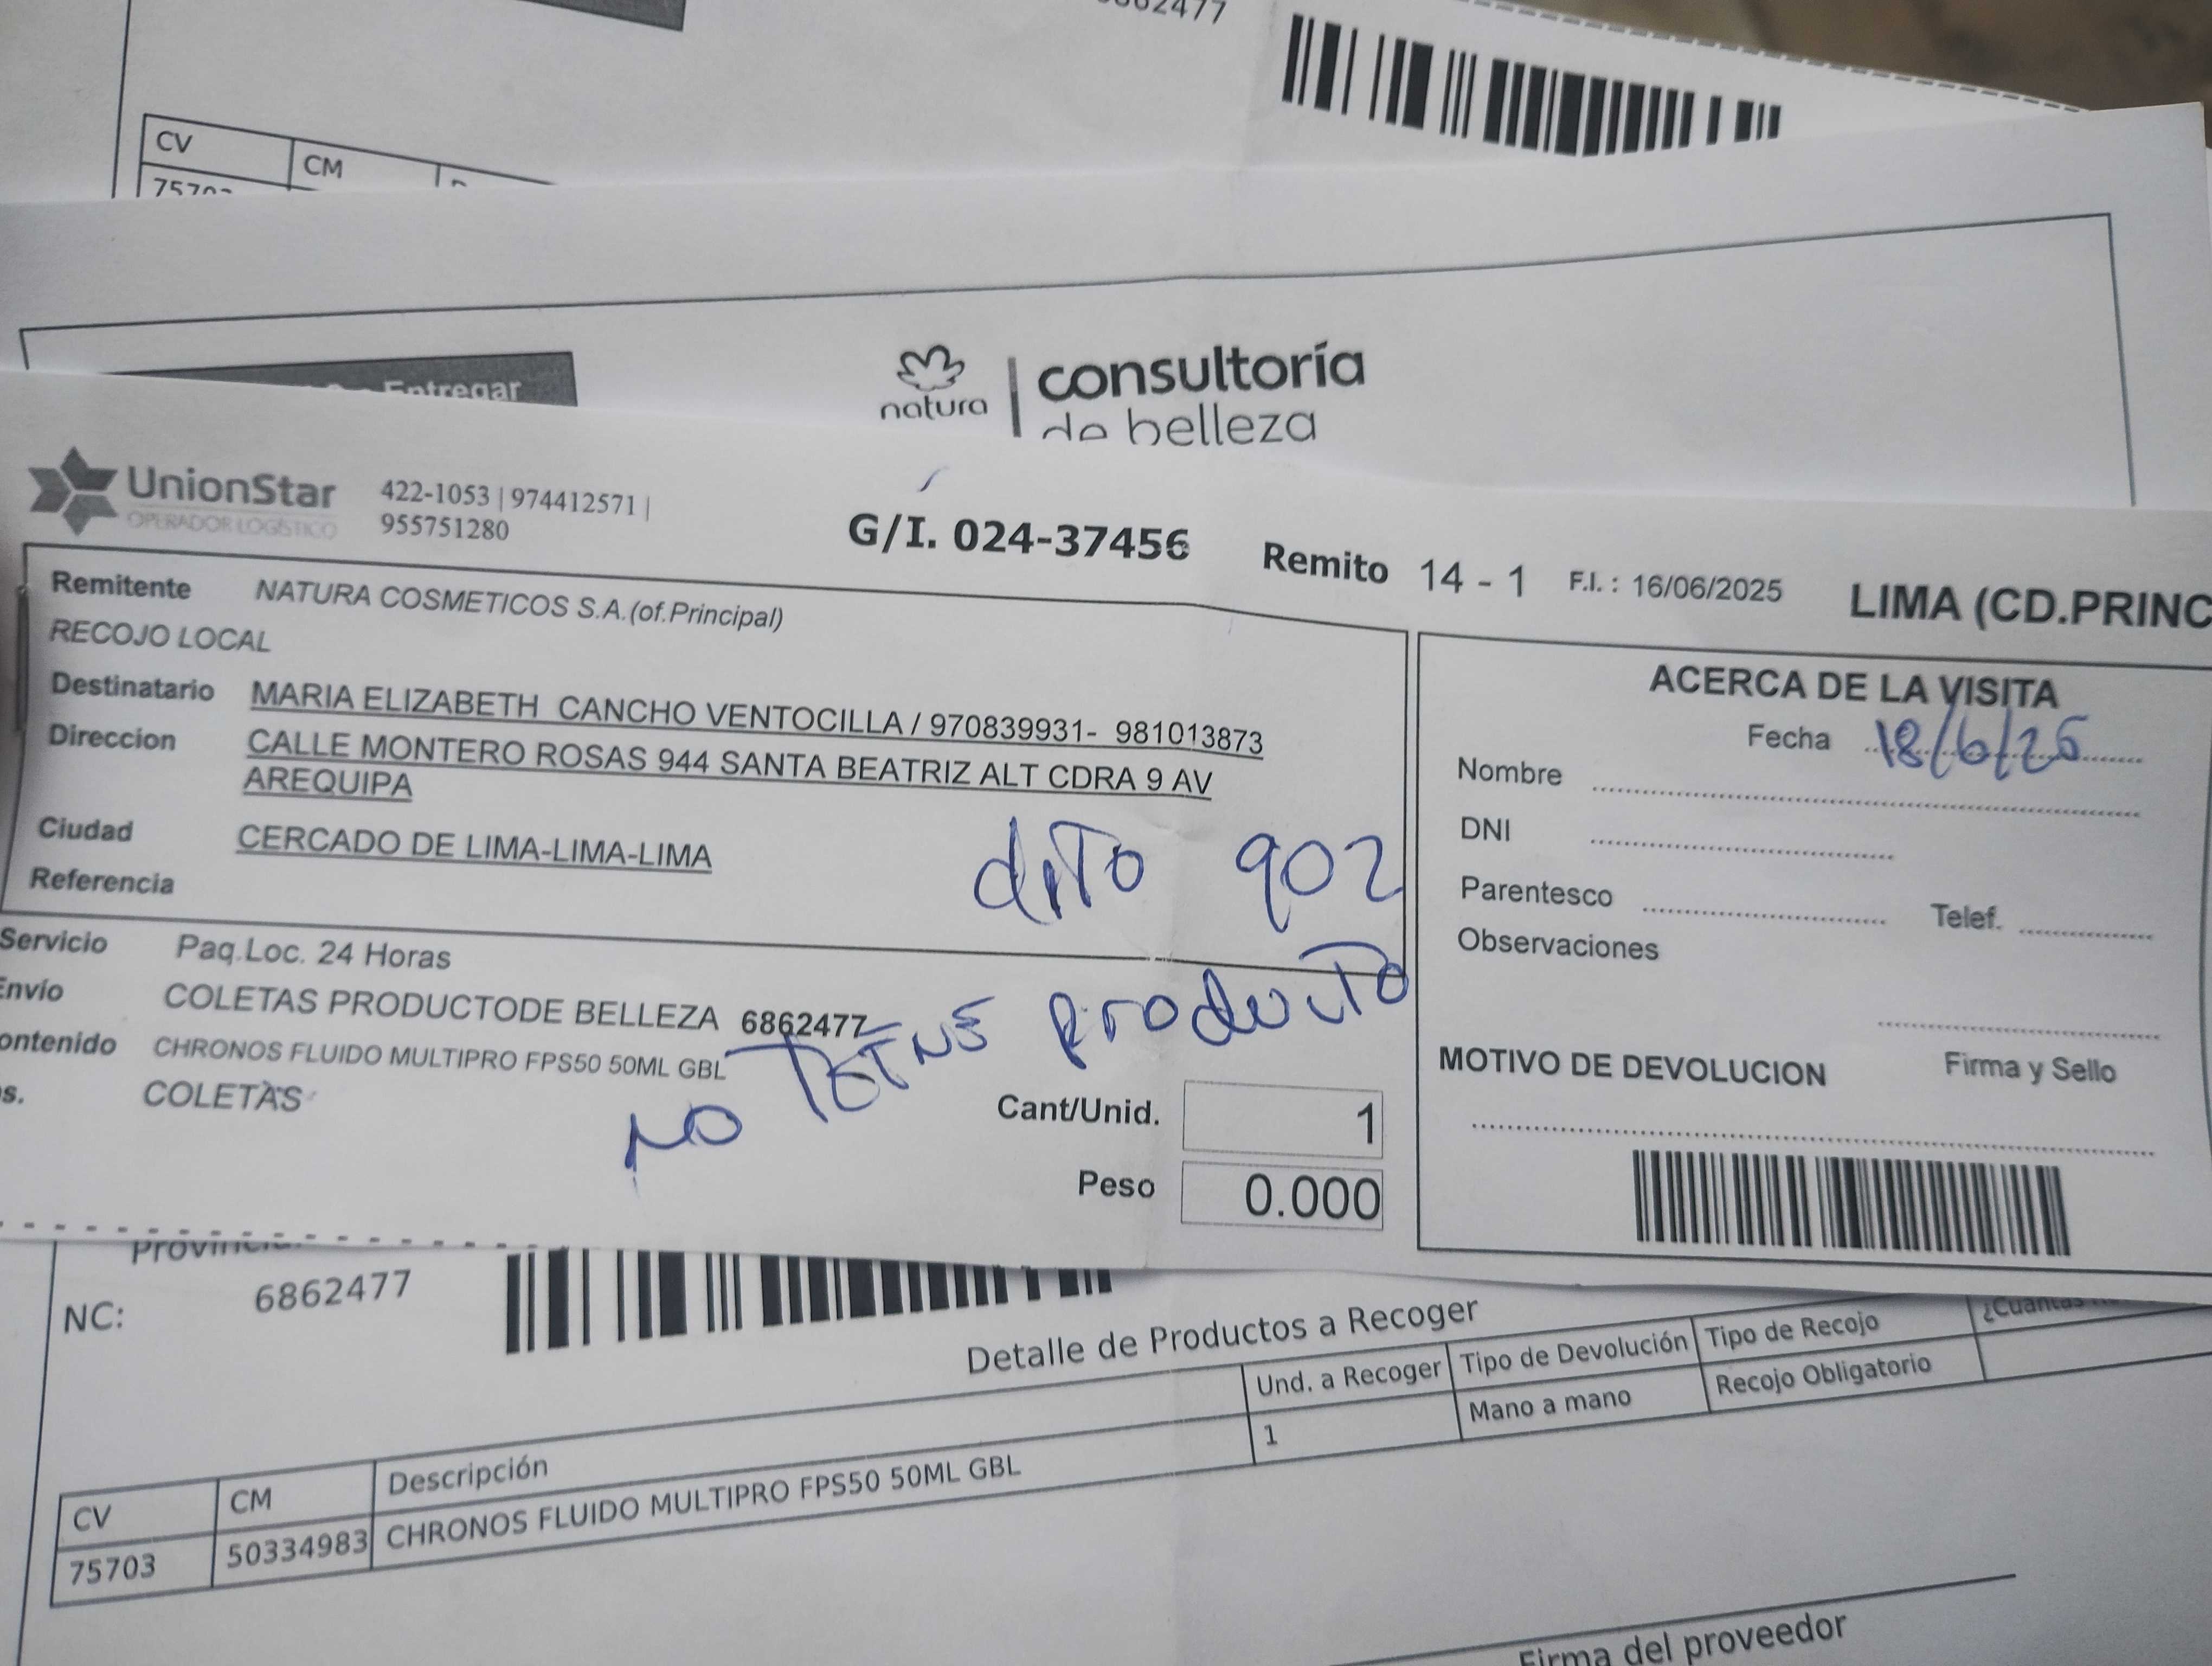 6862477
CV CM
natura consultoría
de belleza
Entregar
UnionStar
OPERADOR LOGÍSTICO
422-1053 | 974412571 |
955751280
G/I. 024-37456 Remito 14 - 1 F.I. : 16/06/2025 LIMA (CD.PRINC
Remitente NATURA COSMETICOS S.A.(of.Principal)
RECOJO LOCAL
Destinatario MARIA ELIZABETH CANCHO VENTOCILLA / 970839931- 981013873
Direccion CALLE MONTERO ROSAS 944 SANTA BEATRIZ ALT CDRA 9 AV
AREQUIPA
Ciudad CERCADO DE LIMA-LIMA-LIMA
Referencia
dpTO 902
Servicio Paq.Loc. 24 Horas
Envío COLETAS PRODUCTODE BELLEZA 6862477
ontenido CHRONOS FLUIDO MULTIPRO FPS50 50ML GBL
s. COLETAS
NO TEINE PRODUCTO
Cant/Unid. 1
Peso 0.000
ACERCA DE LA VISITA
Fecha 18/6/25
Nombre
DNI
Parentesco Telef.
Observaciones
MOTIVO DE DEVOLUCION Firma y Sello
NC: 6862477
Detalle de Productos a Recoger
CV CM Descripción Und. a Recoger Tipo de Devolución Tipo de Recojo
75703 50334983 CHRONOS FLUIDO MULTIPRO FPS50 50ML GBL 1 Mano a mano Recojo Obligatorio
Firma del proveedor